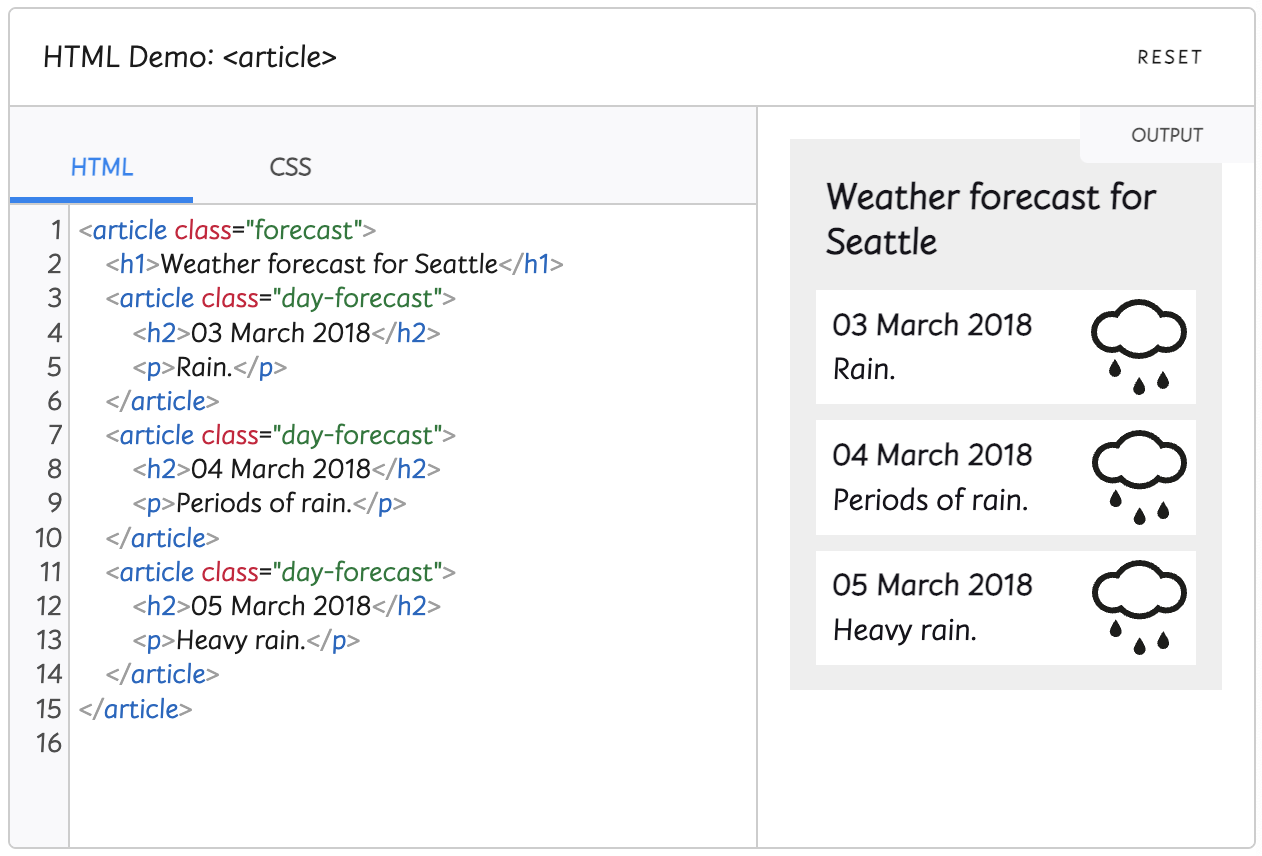 HTML Demo: <article>
RESET
HTML
CSS
1 <article class="forecast">
2 <h1>Weather forecast for Seattle</h1>
3 <article class="day-forecast">
4 <h2>03 March 2018</h2>
5 <p>Rain.</p>
6 </article>
7 <article class="day-forecast">
8 <h2>04 March 2018</h2>
9 <p>Periods of rain.</p>
10 </article>
11 <article class="day-forecast">
12 <h2>05 March 2018</h2>
13 <p>Heavy rain.</p>
14 </article>
15 </article>
16
OUTPUT
Weather forecast for
Seattle
03 March 2018
Rain.
04 March 2018
Periods of rain.
05 March 2018
Heavy rain.